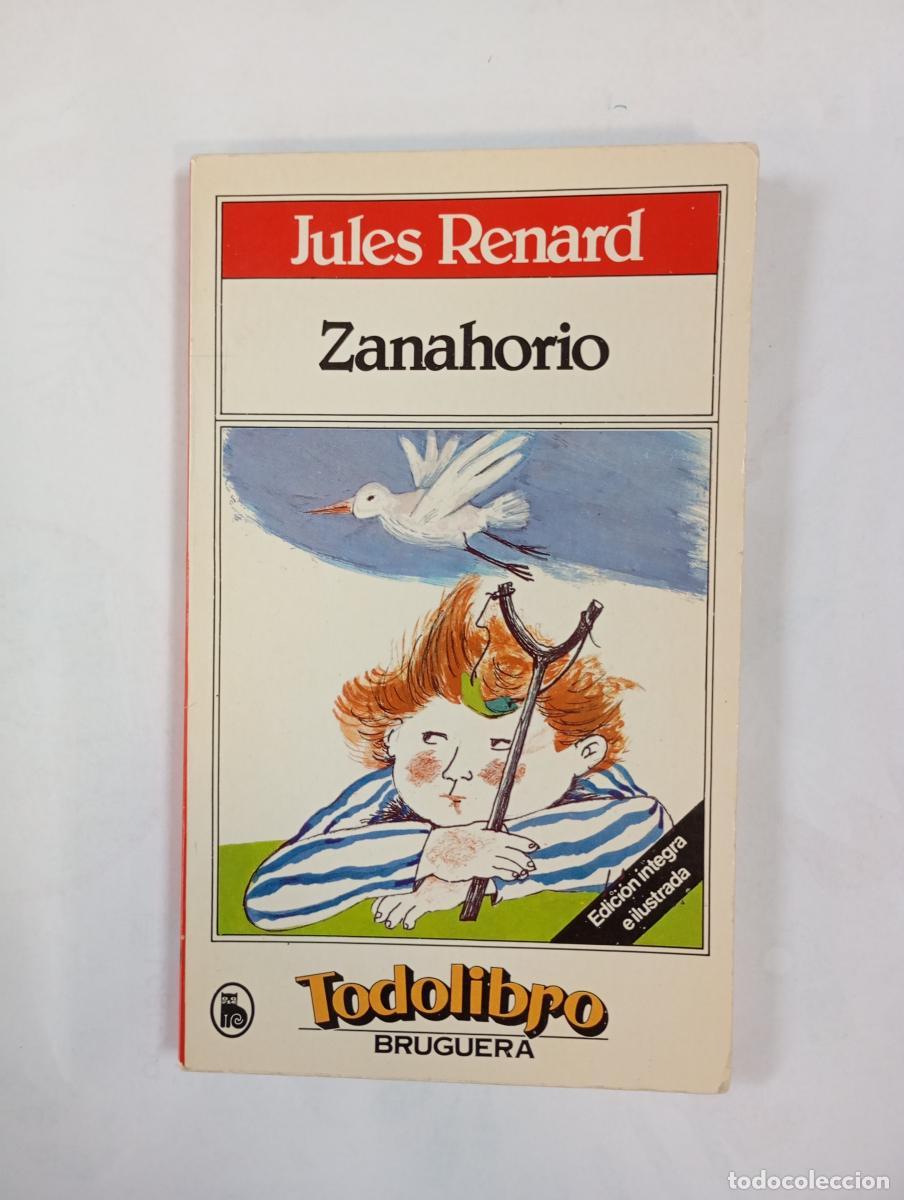 Jules Renard
Zanahorio
Edición íntegra
e ilustrada
Todolibro
BRUGUERA
todocoleccion